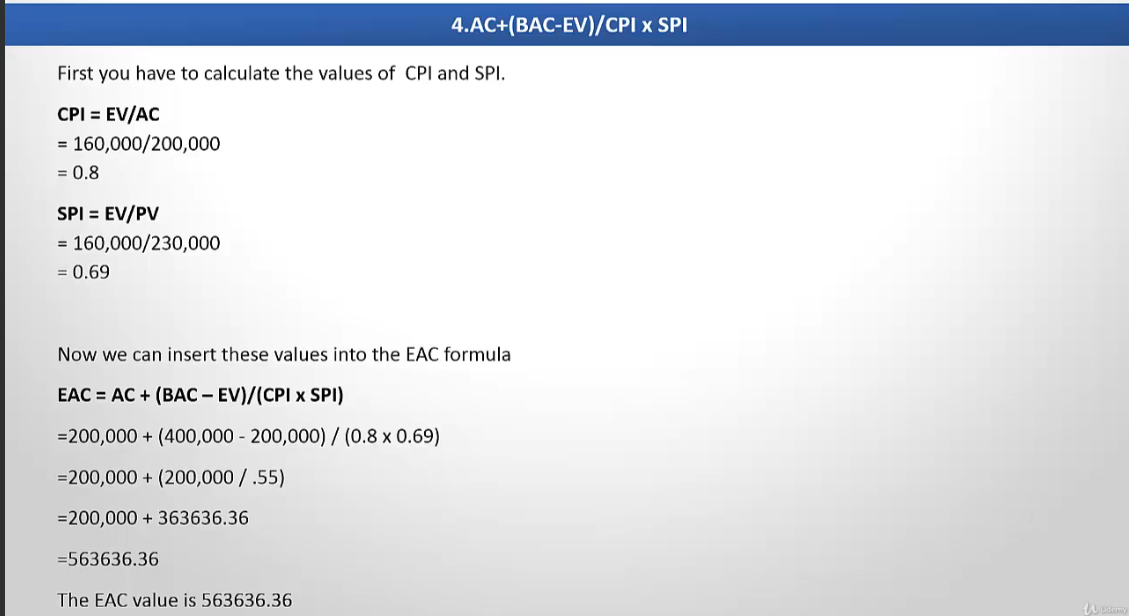 4.AC+(BAC-EV)/CPI x SPI
First you have to calculate the values of CPI and SPI.
CPI = EV/AC
= 160,000/200,000
= 0.8
SPI = EV/PV
= 160,000/230,000
= 0.69
Now we can insert these values into the EAC formula
EAC = AC + (BAC – EV)/(CPI x SPI)
=200,000 + (400,000 - 200,000) / (0.8 x 0.69)
=200,000 + (200,000 / .55)
=200,000 + 363636.36
=563636.36
The EAC value is 563636.36
Udemy